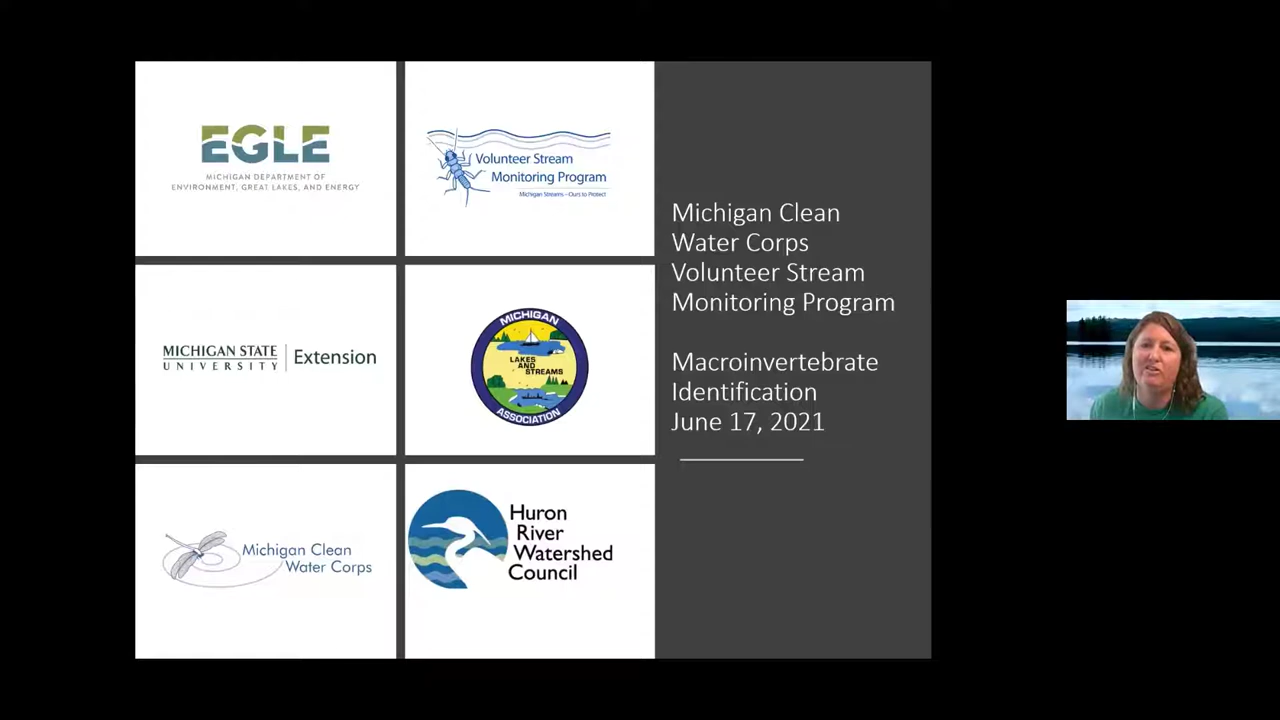 EGLE
MICHIGAN DEPARTMENT OF
ENVIRONMENT, GREAT LAKES, AND ENERGY
Volunteer Stream
Monitoring Program
Michigan Streams - Ours to Protect
MICHIGAN STATE
UNIVERSITY
Extension
MICHIGAN
LAKES
AND
STREAMS
ASSOCIATION
Michigan Clean
Water Corps
Huron
River
Watershed
Council
Michigan Clean
Water Corps
Volunteer Stream
Monitoring Program
Macroinvertebrate
Identification
June 17, 2021